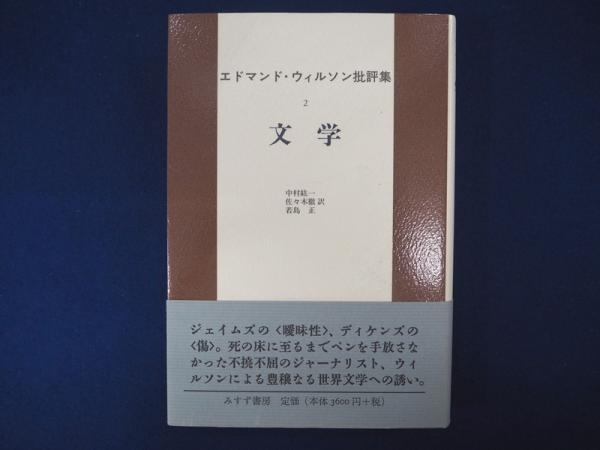 エドマンド・ウィルソン批評集
2
文学
中村紘一
佐々木徹 訳
若島 正
ジェイムズの〈曖昧性〉、ディケンズの
〈傷〉。死の床に至るまでペンを手放さな
かった不撓不屈のジャーナリスト、ウィ
ルソンによる豊穣なる世界文学への誘い。
みすず書房 定価（本体3600円＋税）